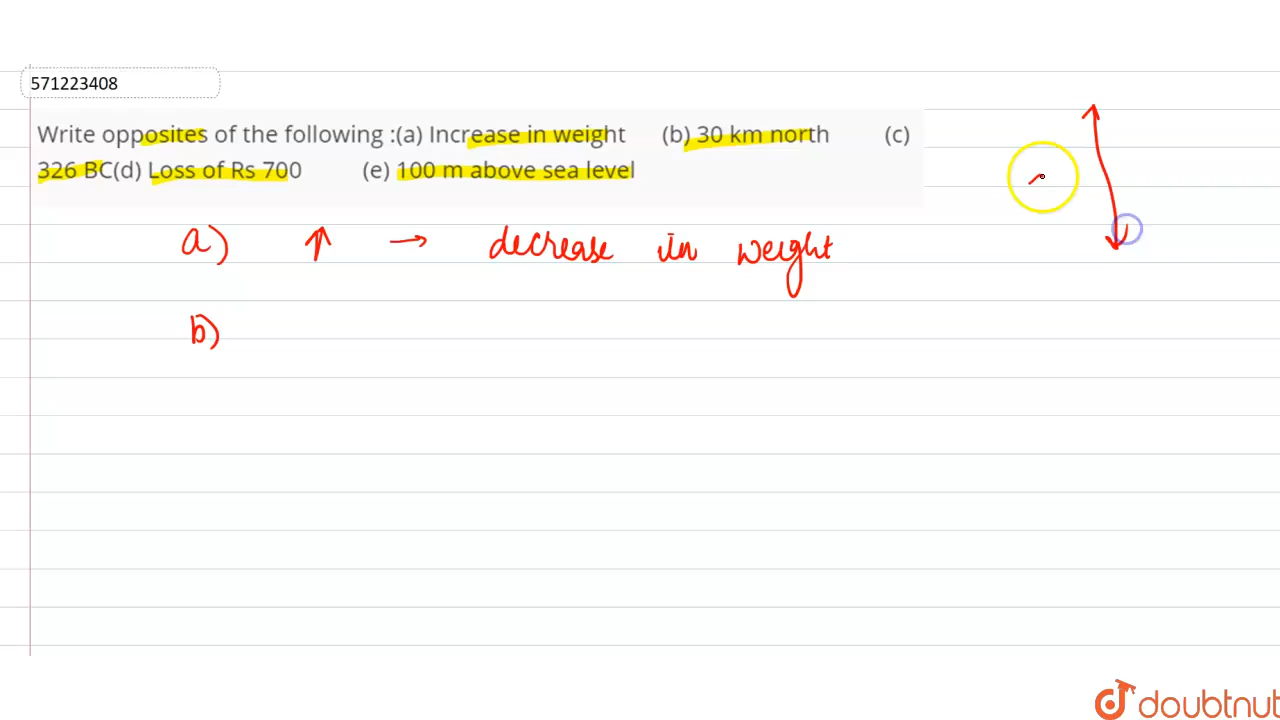 571223408
Write opposites of the following :(a) Increase in weight (b) 30 km north (c)
326 BC(d) Loss of Rs 700 (e) 100 m above sea level
a) ↑ → decrease in weight
b)
doubtnut